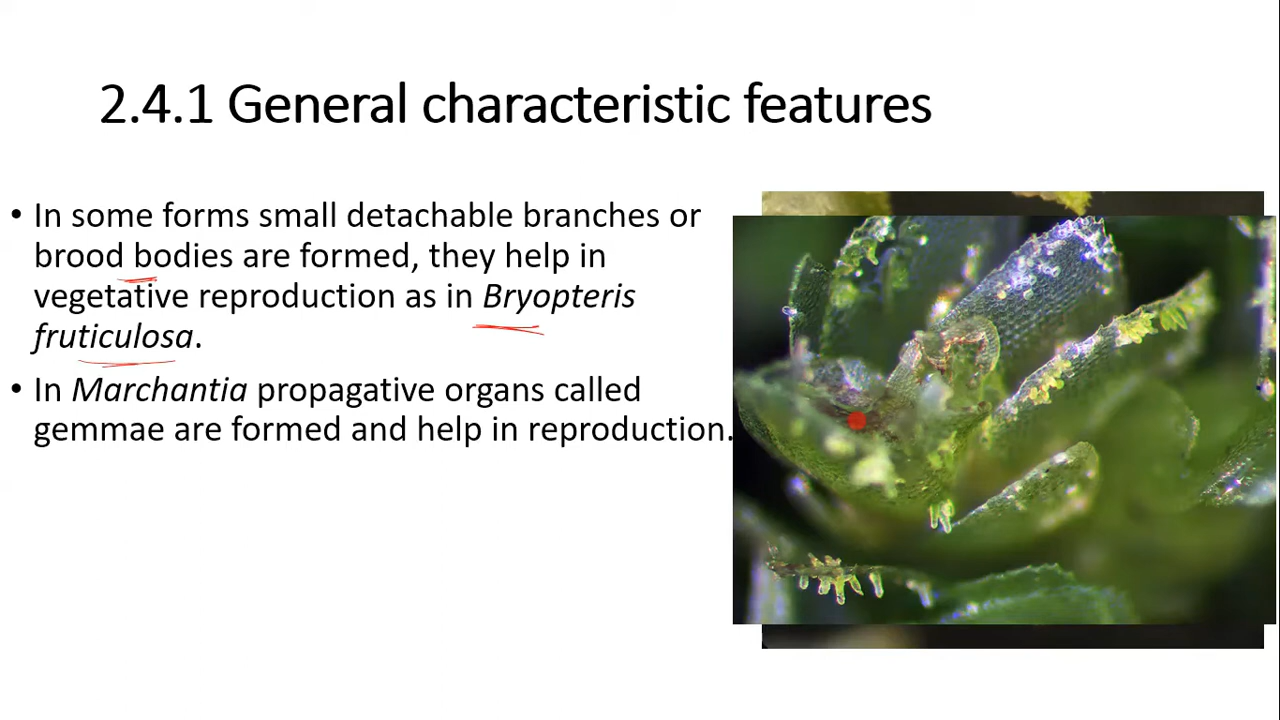 2.4.1 General characteristic features
• In some forms small detachable branches or
brood bodies are formed, they help in
vegetative reproduction as in Bryopteris
fruticulosa.
• In Marchantia propagative organs called
gemmae are formed and help in reproduction.